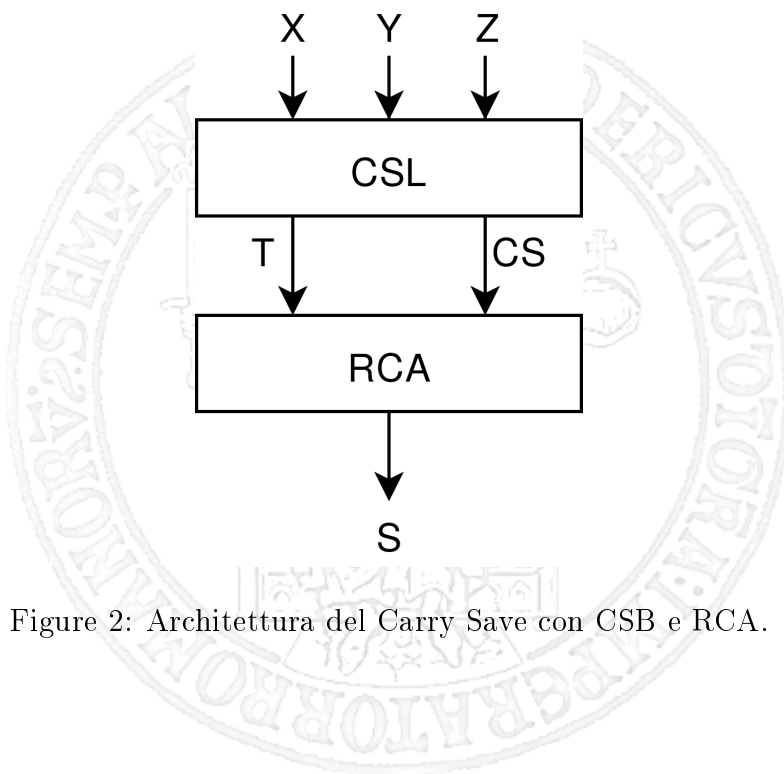 X Y Z
CSL
T CS
RCA
S
Figure 2: Architettura del Carry Save con CSB e RCA.